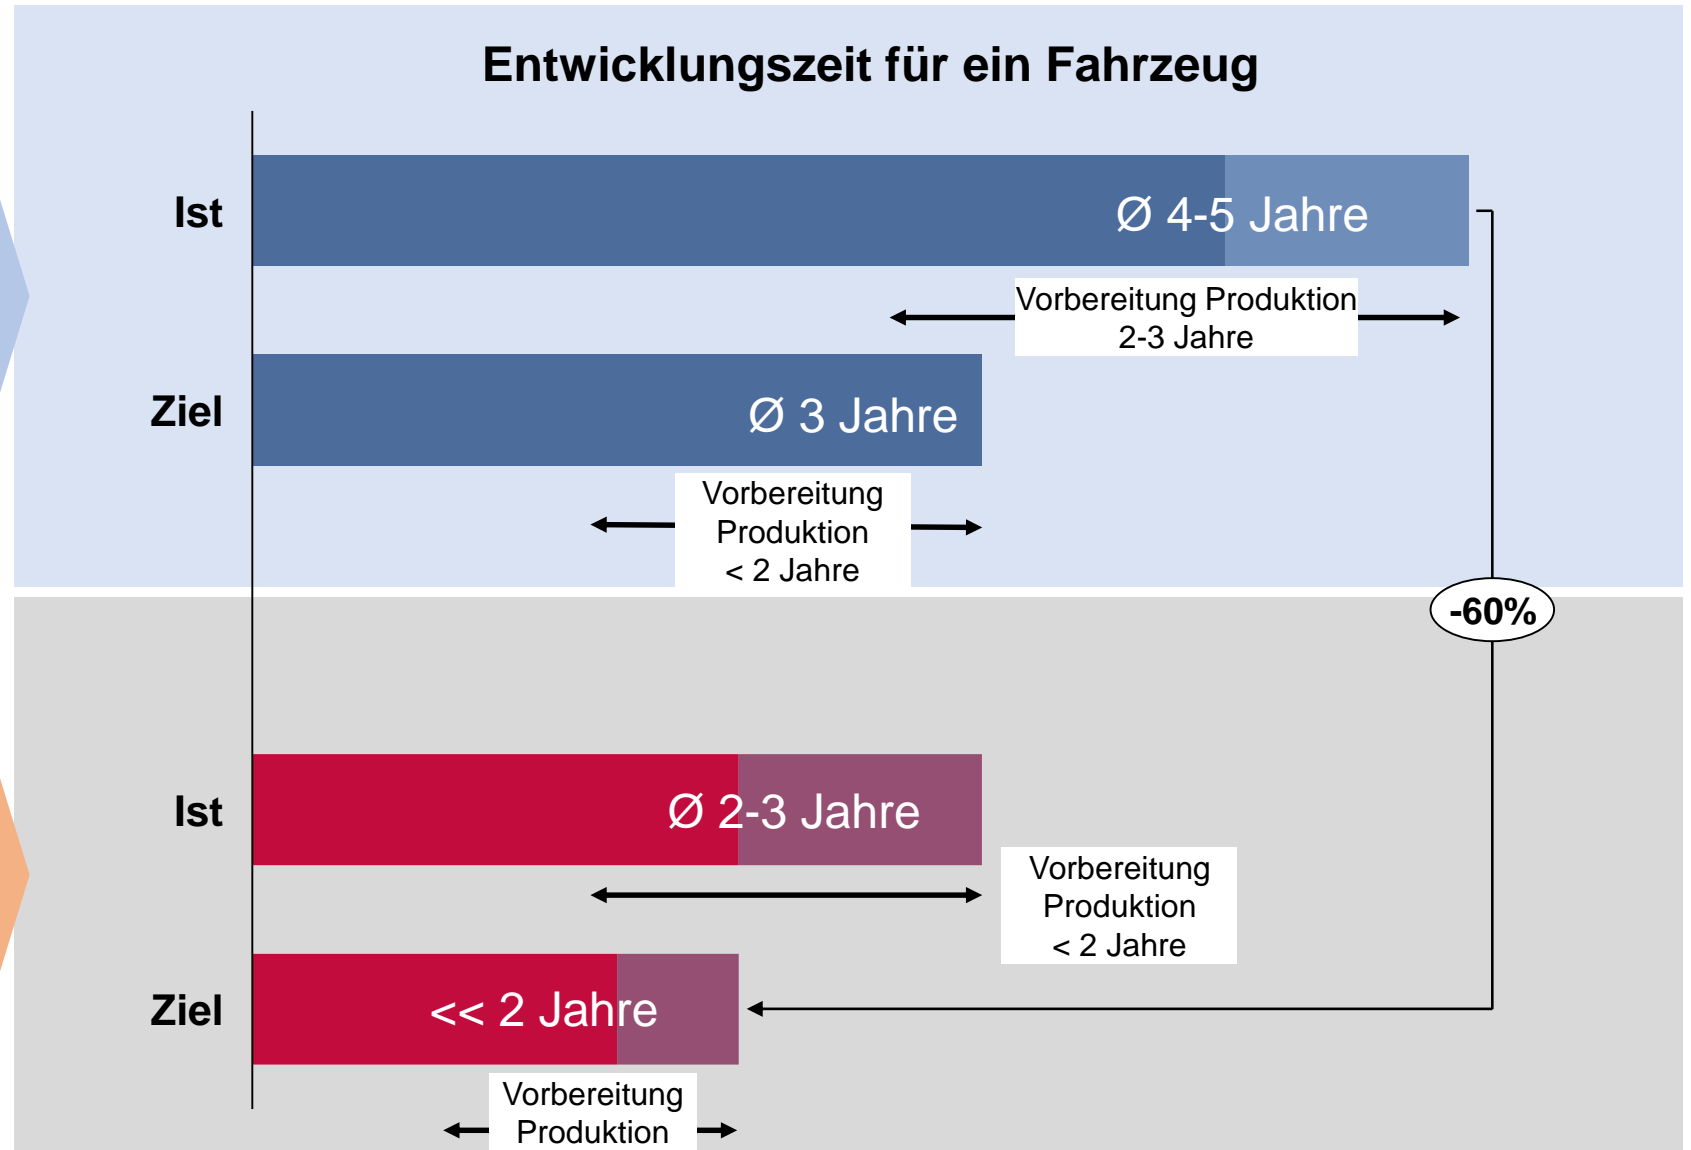 Entwicklungszeit für ein Fahrzeug
Ist
Ø 4-5 Jahre
Vorbereitung Produktion
2-3 Jahre
Ziel
Ø 3 Jahre
Vorbereitung
Produktion
< 2 Jahre
-60%
Ist
Ø 2-3 Jahre
Vorbereitung
Produktion
< 2 Jahre
Ziel
<< 2 Jahre
Vorbereitung
Produktion